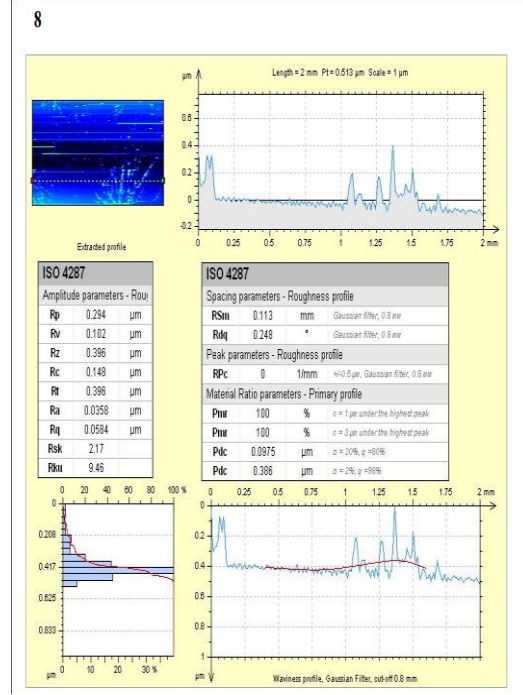 8
Length = 2 mm Pt = 0.513 µm Scale = 1 µm
µm
0.6
0.4
0.2
0
-0.2
0 0.25 0.5 0.75 1 1.25 1.5 1.75 2 mm
Extracted profile
ISO 4287
Amplitude parameters - Rou
Rp 0.294 µm
Rv 0.102 µm
Rz 0.396 µm
Rc 0.148 µm
Rt 0.396 µm
Ra 0.0358 µm
Rq 0.0584 µm
Rsk 2.17
Rku 9.46
ISO 4287
Spacing parameters - Roughness profile
RSm 0.113 mm Gaussian filter, 0.8 mm
Rdq 0.248 ° Gaussian filter, 0.8 mm
Peak parameters - Roughness profile
RPc 0 1/mm +/-0.5 µm, Gaussian filter, 0.8 mm
Material Ratio parameters - Primary profile
Pmr 100 % c = 1 µm under the highest peak
Pmr 100 % c = 3 µm under the highest peak
Pdc 0.0975 µm p = 20%, q = 80%
Pdc 0.386 µm p = 2%, q = 98%
0 20 40 60 80 100 %
0
0.208
0.417
0.625
0.833
µm
0 10 20 30 %
0 0.25 0.5 0.75 1 1.25 1.5 1.75 2 mm
0
0.2
0.4
0.6
0.8
1
µm
Waviness profile, Gaussian Filter, cut-off 0.8 mm